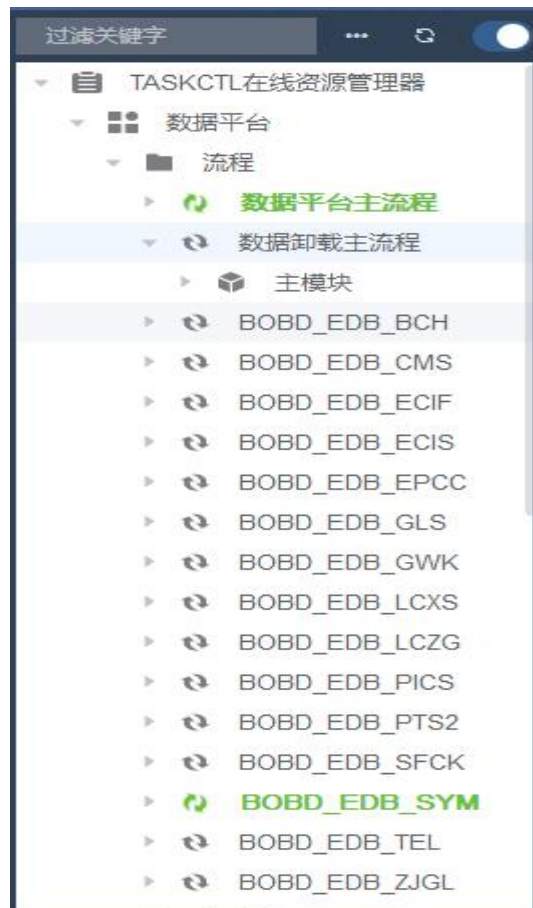 过滤关键字
TASKCTL在线资源管理器
数据平台
流程
数据平台主流程
数据卸载主流程
主模块
BOBD_EDB_BCH
BOBD_EDB_CMS
BOBD_EDB_ECIF
BOBD_EDB_ECIS
BOBD_EDB_EPCC
BOBD_EDB_GLS
BOBD_EDB_GWK
BOBD_EDB_LCXS
BOBD_EDB_LCZG
BOBD_EDB_PICS
BOBD_EDB_PTS2
BOBD_EDB_SFCK
BOBD_EDB_SYM
BOBD_EDB_TEL
BOBD_EDB_ZJGL